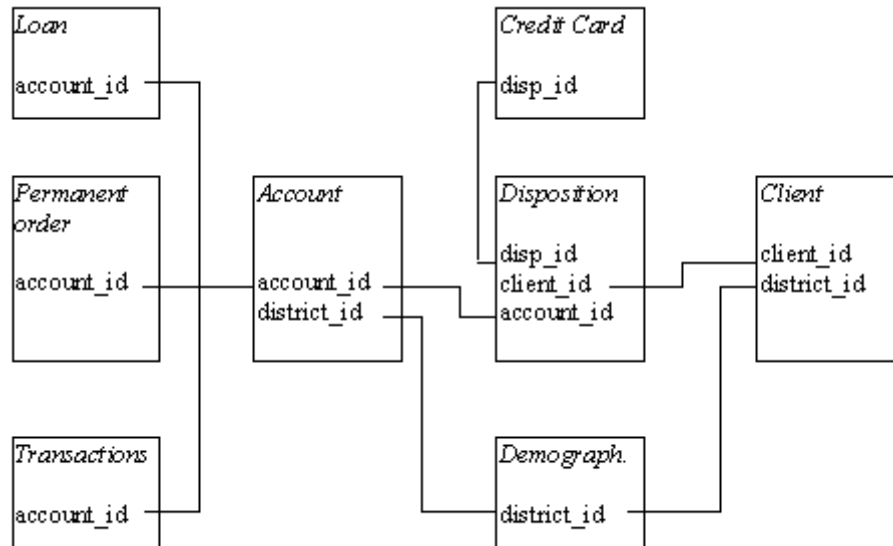 Loan
account_id
Credit Card
disp_id
Permanent
order
account_id
Account
account_id
district_id
Disposition
disp_id
client_id
account_id
Client
client_id
district_id
Transactions
account_id
Demograph.
district_id